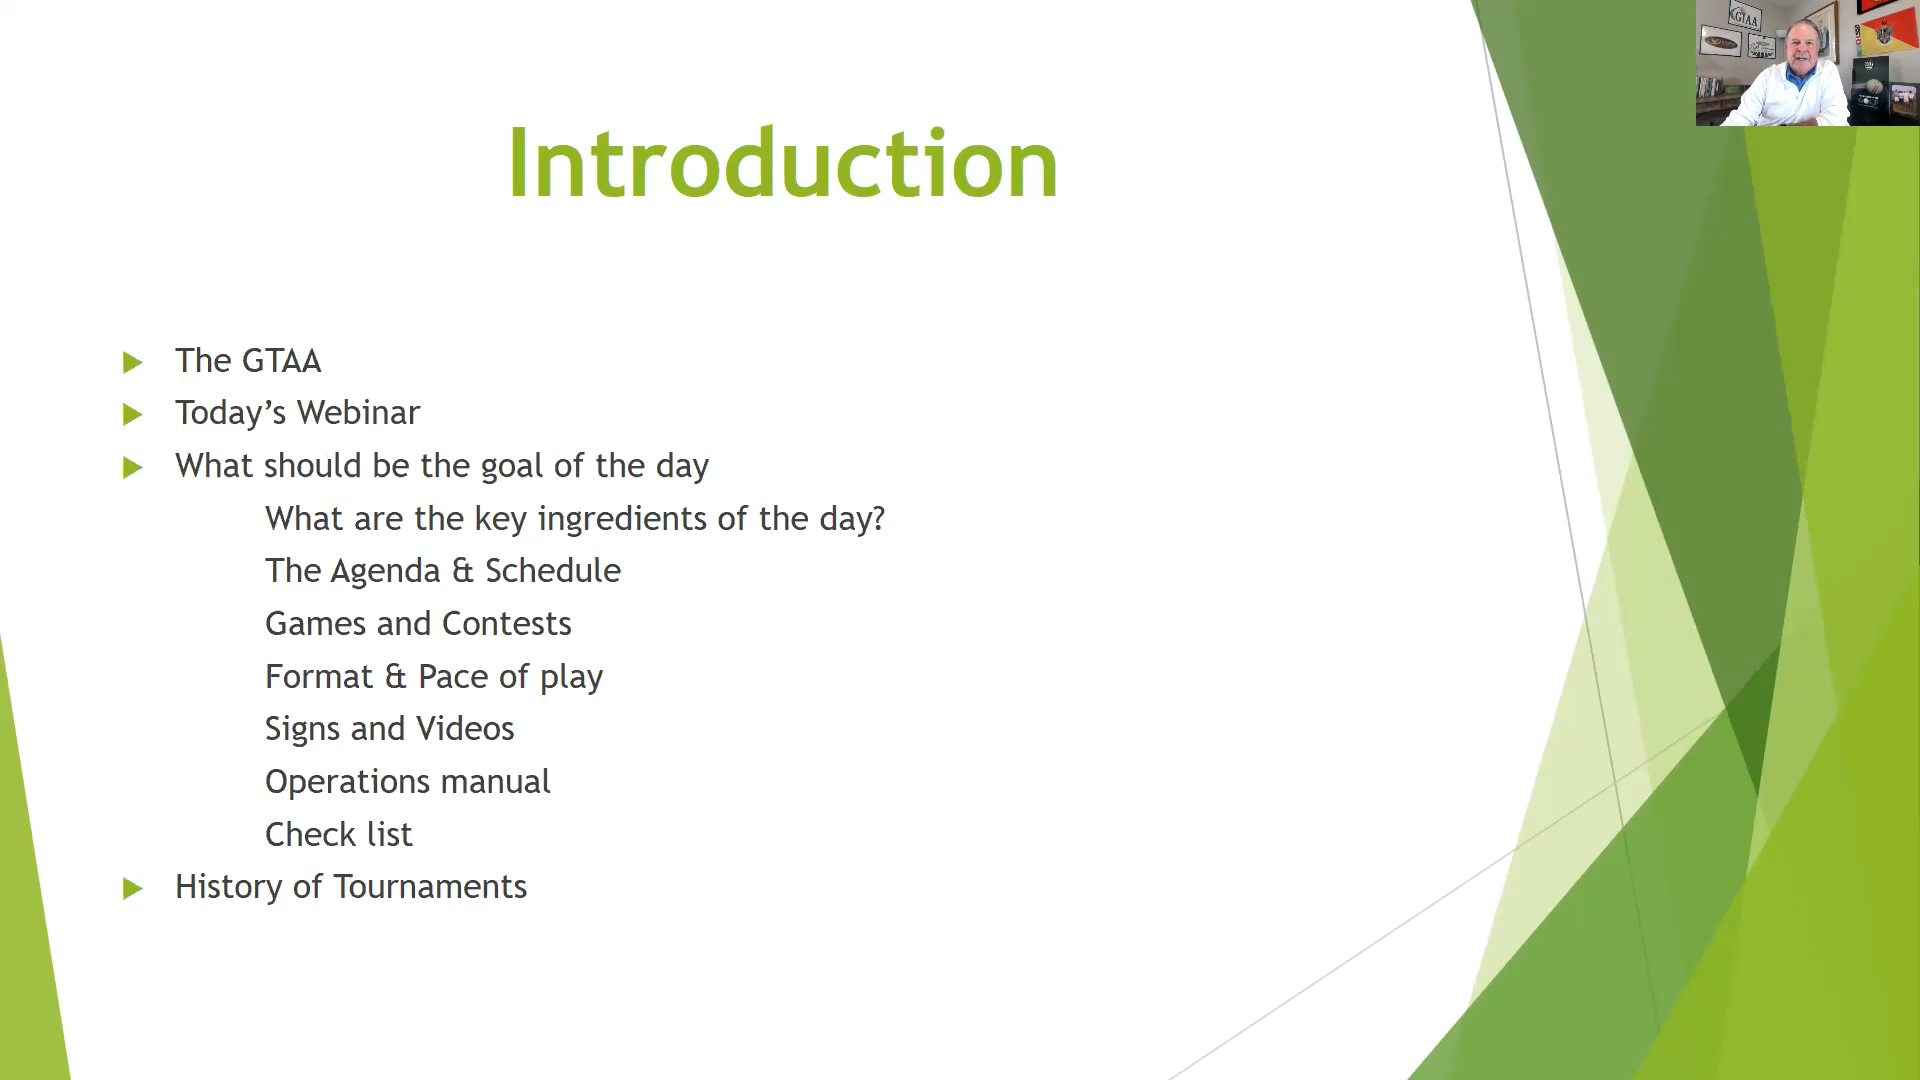 GTAA
Introduction
The GTAA
Today’s Webinar
What should be the goal of the day
What are the key ingredients of the day?
The Agenda & Schedule
Games and Contests
Format & Pace of play
Signs and Videos
Operations manual
Check list
History of Tournaments